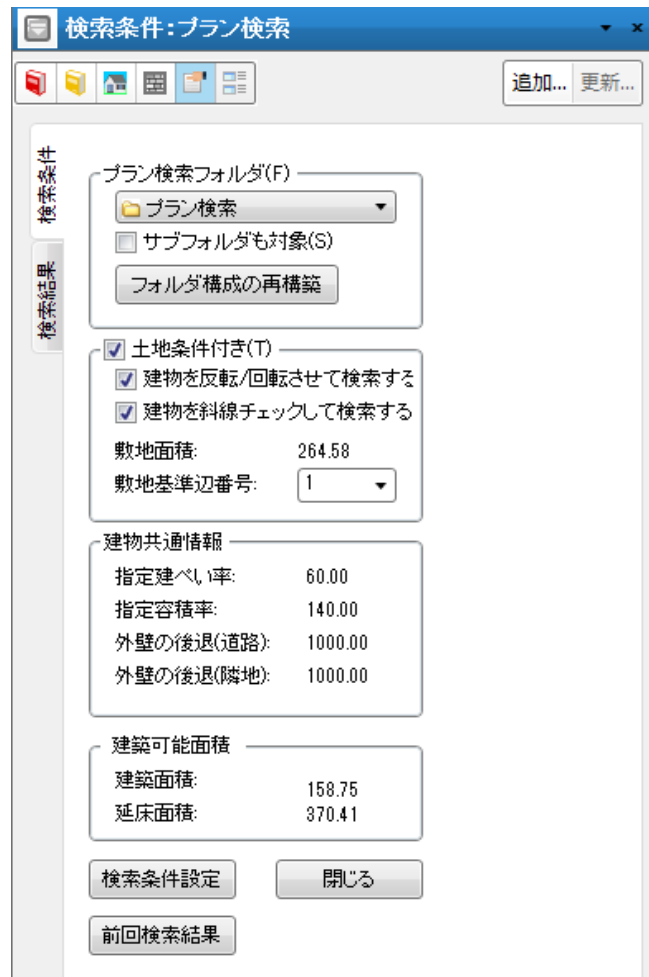 検索条件:プラン検索
追加... 更新...
検索条件
検索結果
プラン検索フォルダ(F)
プラン検索
サブフォルダも対象(S)
フォルダ構成の再構築
土地条件付き(T)
建物を反転/回転させて検索する
建物を斜線チェックして検索する
敷地面積: 264.58
敷地基準辺番号: 1
建物共通情報
指定建ぺい率: 60.00
指定容積率: 140.00
外壁の後退(道路): 1000.00
外壁の後退(隣地): 1000.00
建築可能面積
建築面積: 158.75
延床面積: 370.41
検索条件設定 閉じる
前回検索結果